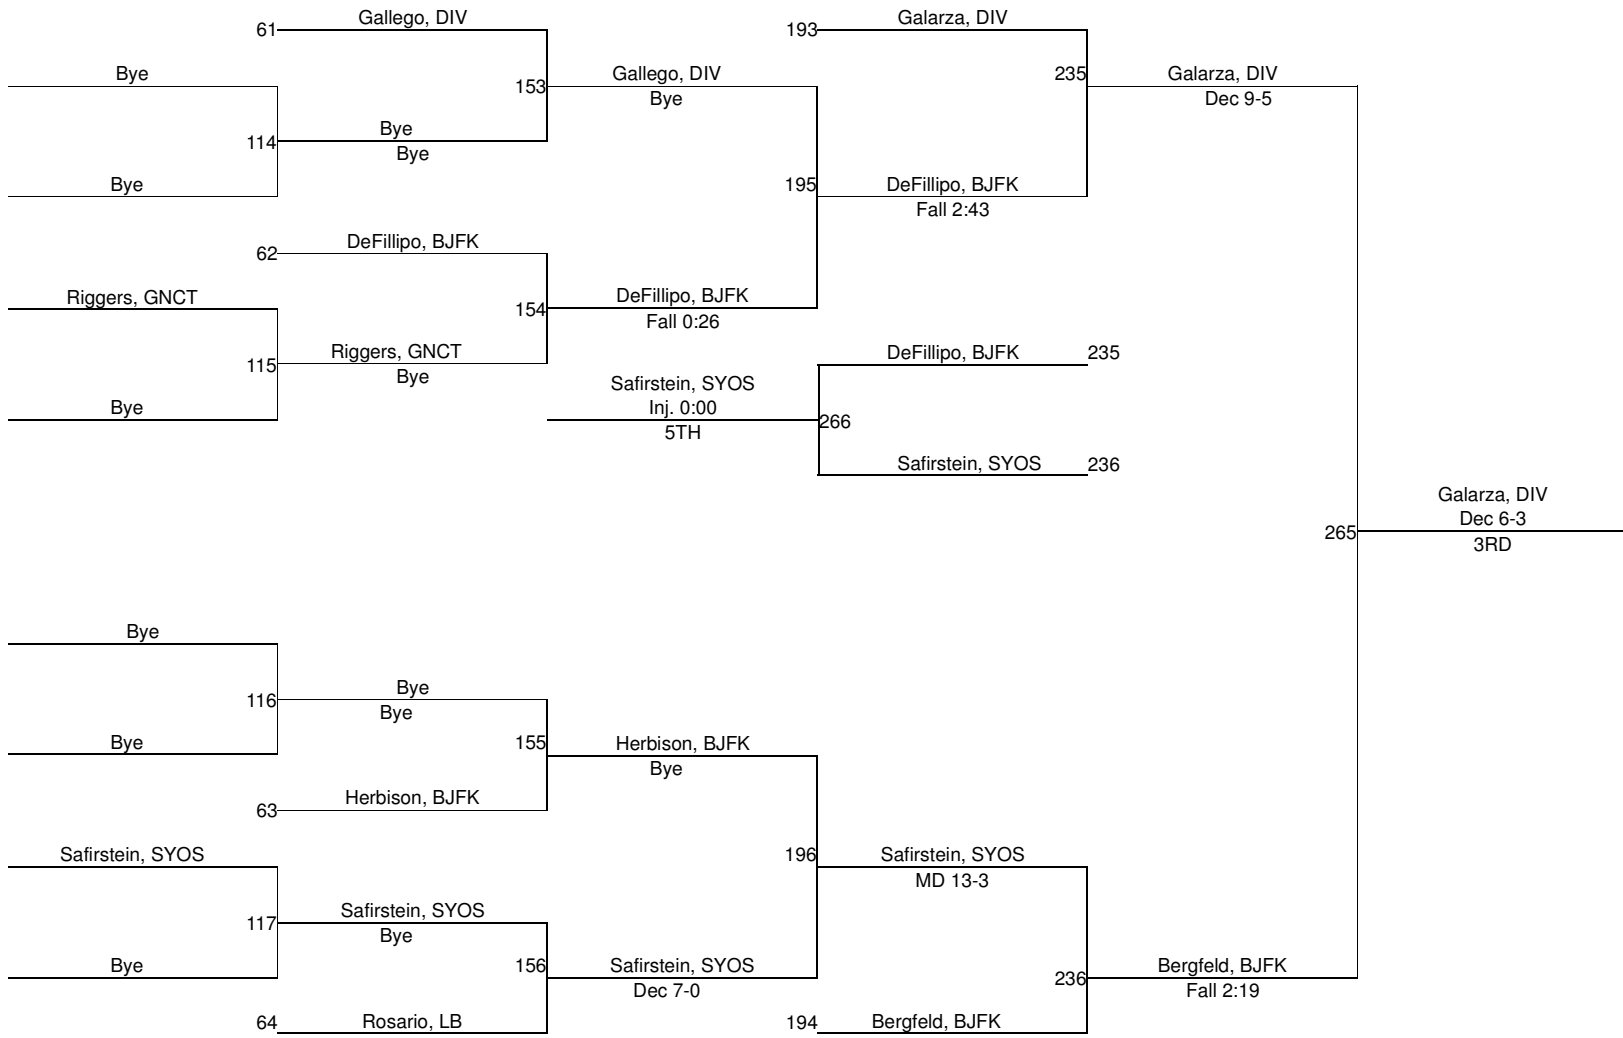 61
Gallego, DIV
193
Galarza, DIV
Bye
153
Gallego, DIV
Bye
235
Galarza, DIV
Dec 9-5
114
Bye
Bye
Bye
195
DeFillipo, BJFK
Fall 2:43
62
DeFillipo, BJFK
Riggers, GNCT
154
DeFillipo, BJFK
Fall 0:26
115
Riggers, GNCT
Bye
DeFillipo, BJFK
235
Safirstein, SYOS
Inj. 0:00
5TH
Bye
266
Safirstein, SYOS
236
Galarza, DIV
Dec 6-3
3RD
265
Bye
116
Bye
Bye
Bye
155
Herbison, BJFK
Bye
63
Herbison, BJFK
Safirstein, SYOS
196
Safirstein, SYOS
MD 13-3
117
Safirstein, SYOS
Bye
Bye
156
Safirstein, SYOS
Dec 7-0
236
Bergfeld, BJFK
Fall 2:19
64
Rosario, LB
194
Bergfeld, BJFK